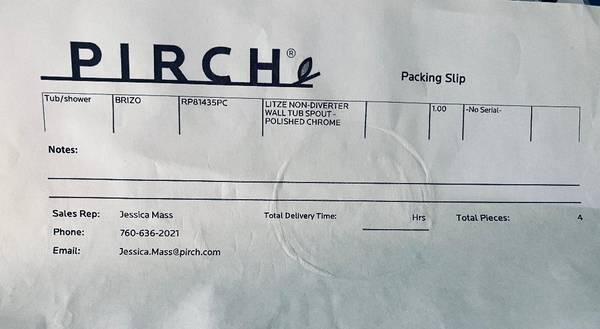 PIRCH®
Packing Slip
Tub/shower BRIZO RP81435PC LITZE NON-DIVERTER 1.00 -No Serial-
WALL TUB SPOUT -
POLISHED CHROME
Notes:
Sales Rep: Jessica Mass Total Delivery Time: Hrs Total Pieces: 4
Phone: 760-636-2021
Email: Jessica.Mass@pirch.com